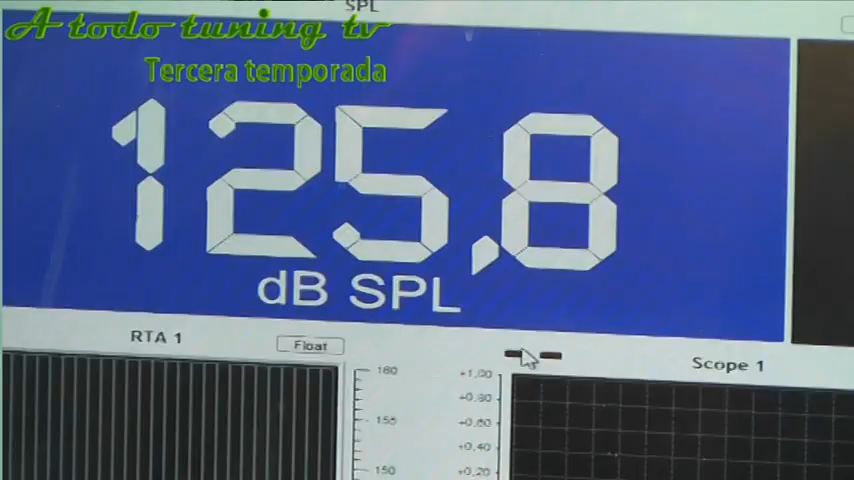 SPL
A todo tuning tv
Tercera temporada
125,8
dB SPL
RTA 1
Float
Scope 1
160
+1,00
+0,80
155
+0,60
+0,40
150
+0,20